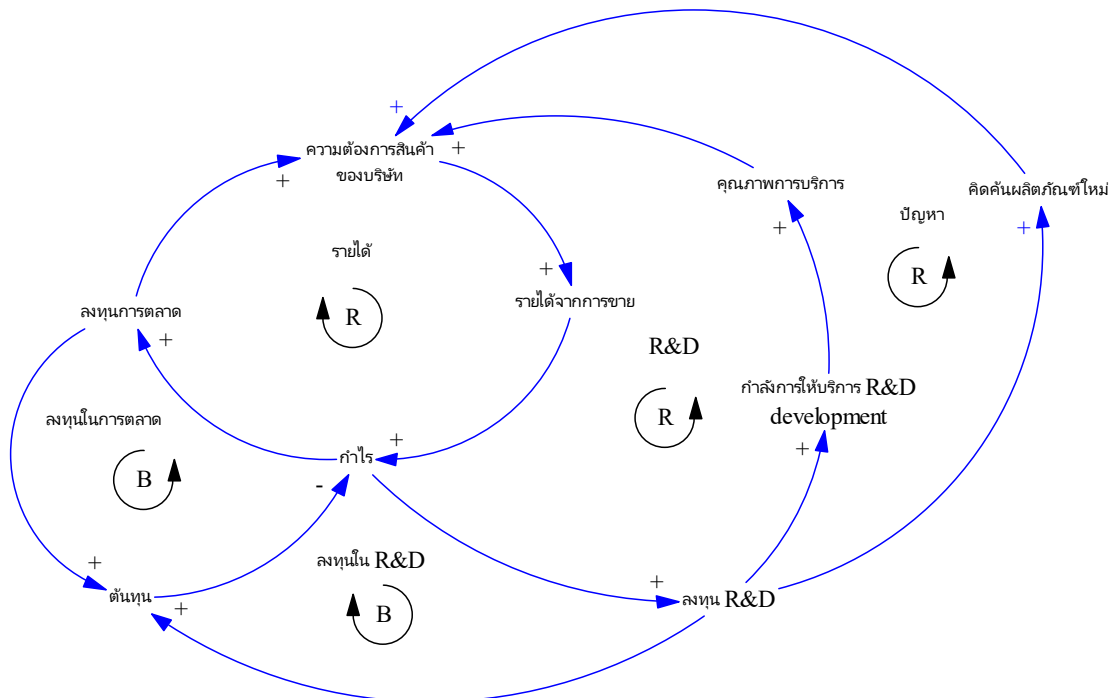 +
ความต้องการสินค้า
ของบริษัท
+
+
คุณภาพการบริการ
+
คิดค้นผลิตภัณฑ์ใหม่
+
ปัญหา
R
รายได้
R
+
รายได้จากการขาย
ลงทุนการตลาด
+
R&D
R
กำลังการให้บริการ R&D
development
+
ลงทุนในการตลาด
B
+
กำไร
-
+
ต้นทุน
+
ลงทุนใน R&D
B
+
ลงทุน R&D